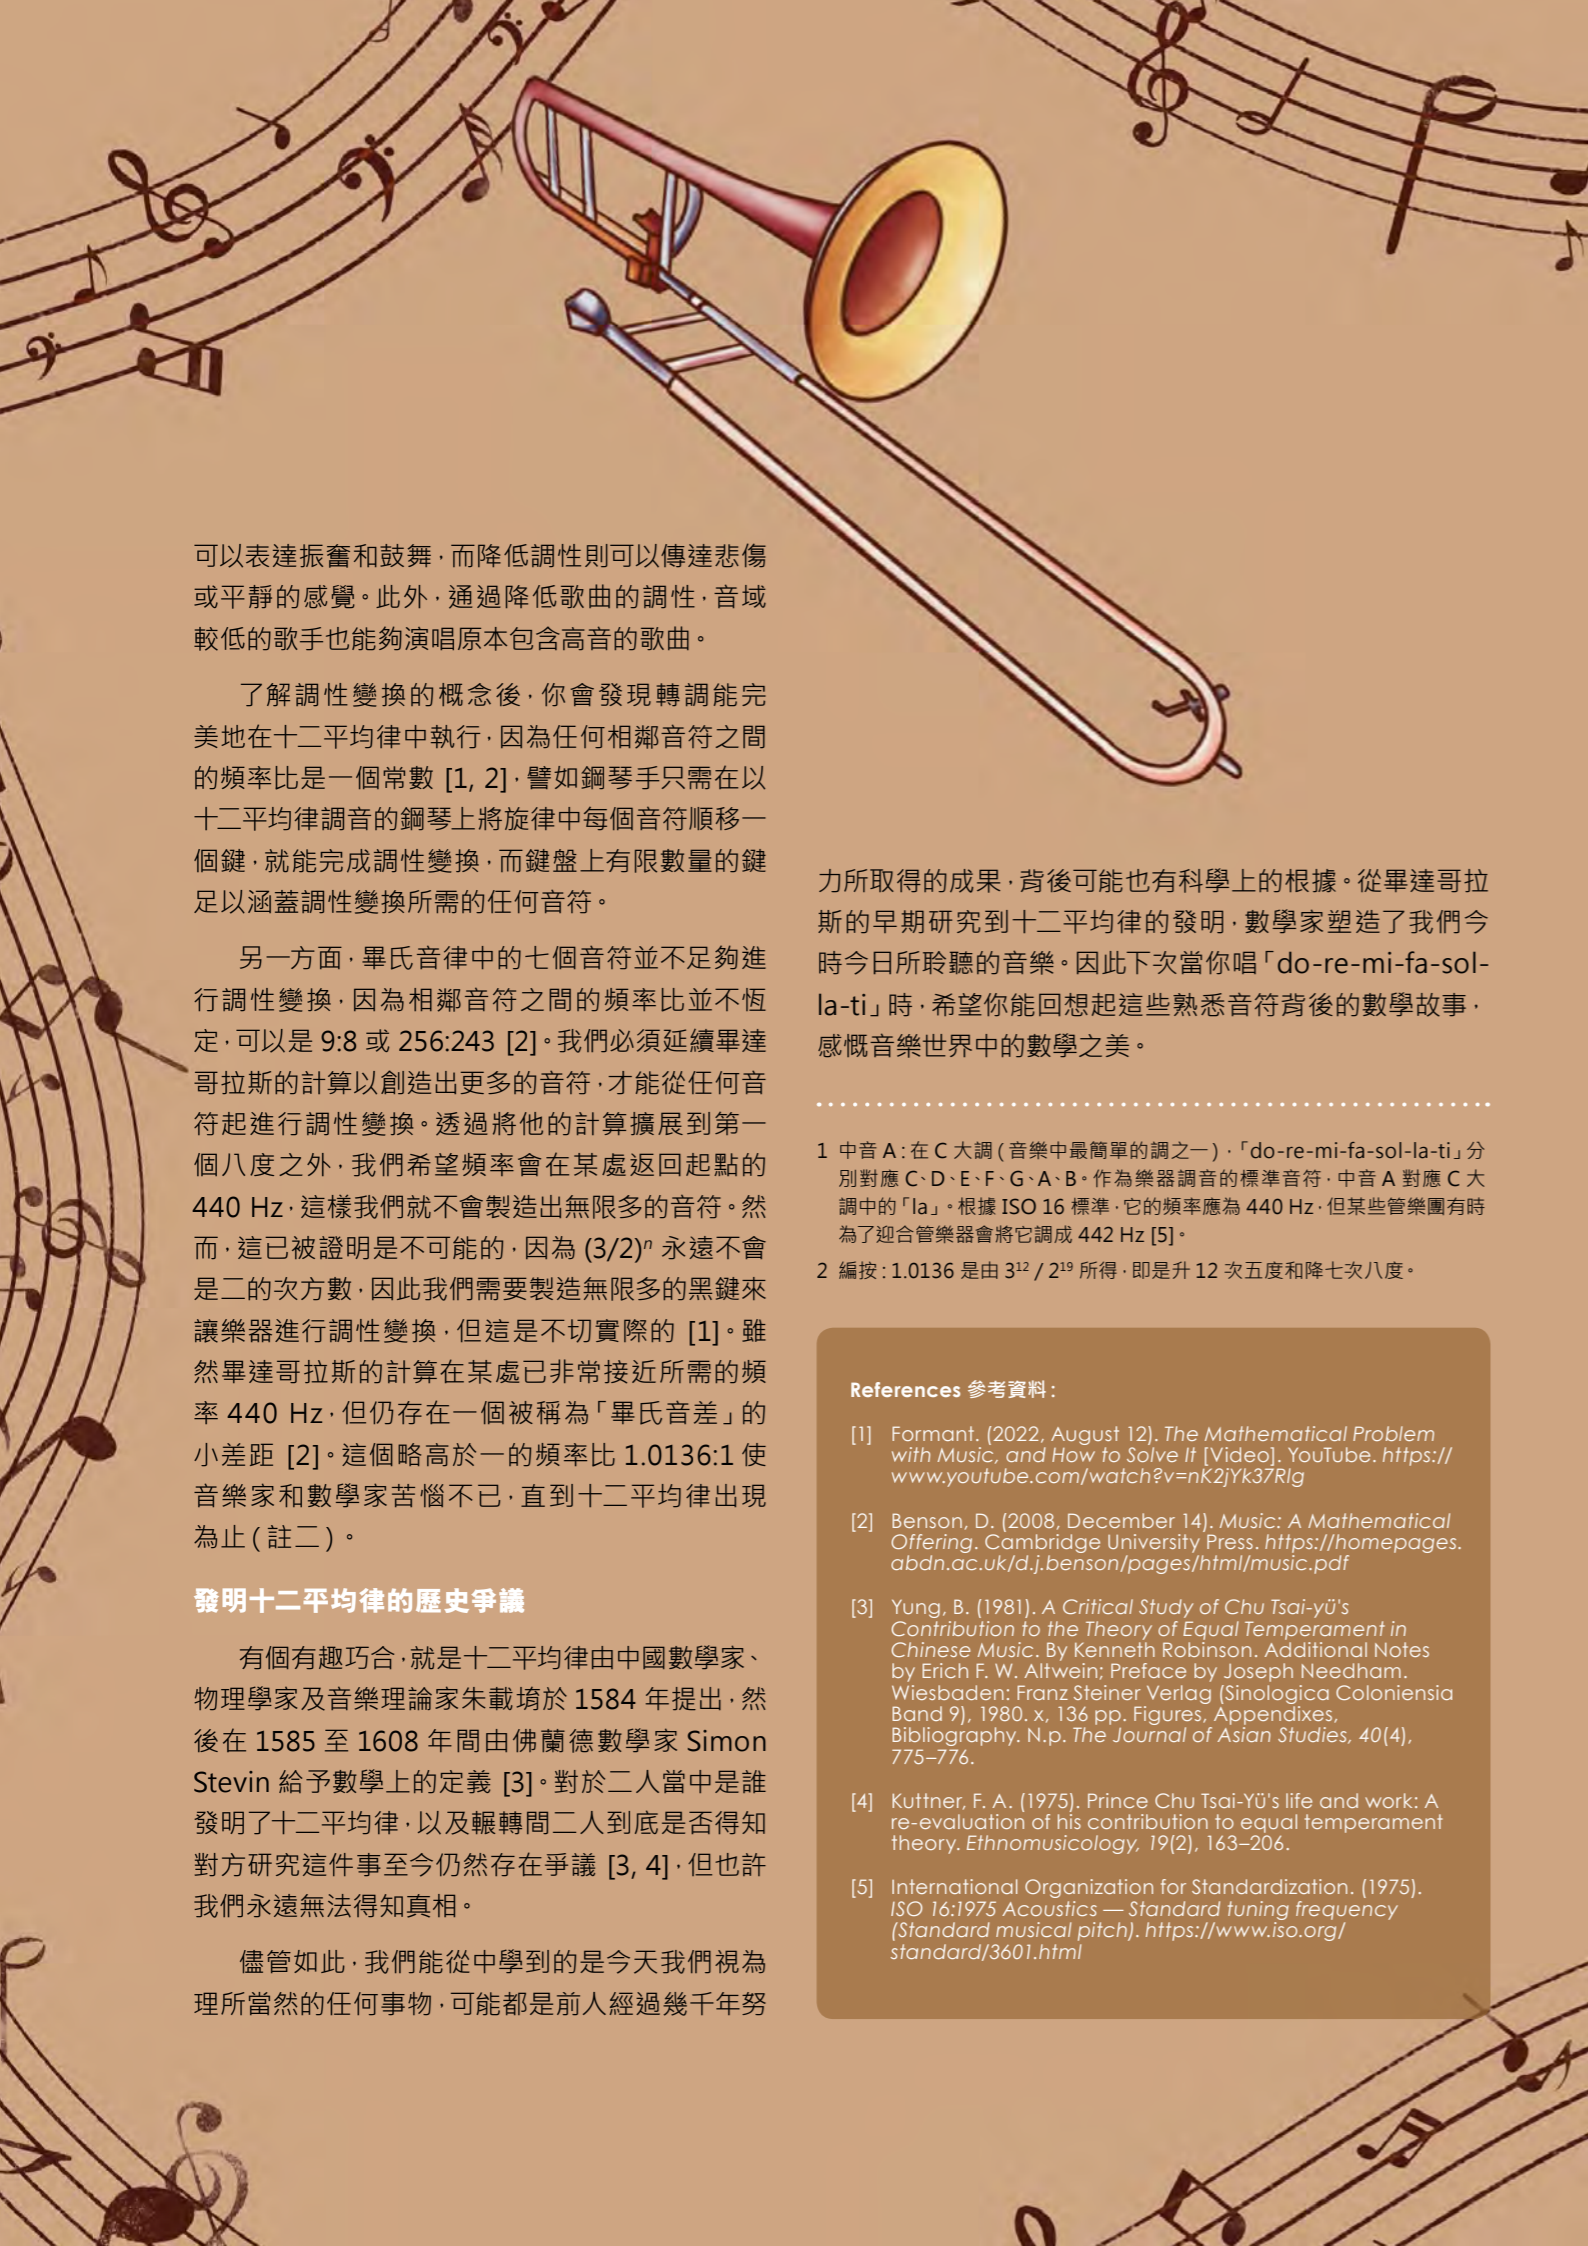 可以表達振奮和鼓舞，而降低調性則可以傳達悲傷
或平靜的感覺。此外，通過降低歌曲的調性，音域
較低的歌手也能夠演唱原本包含高音的歌曲。
了解調性變換的概念後，你會發現轉調能完
美地在十二平均律中執行，因為任何相鄰音符之間
的頻率比是一個常數 [1, 2]，譬如鋼琴手只需在以
十二平均律調音的鋼琴上將旋律中每個音符順移一
個鍵，就能完成調性變換，而鍵盤上有限數量的鍵
足以涵蓋調性變換所需的任何音符。
另一方面，畢氏音律中的七個音符並不足夠進
行調性變換，因為相鄰音符之間的頻率比並不恆
定，可以是 9:8 或 256:243 [2]。我們必須延續畢達
哥拉斯的計算以創造出更多的音符，才能從任何音
符起進行調性變換。透過將他的計算擴展到第一
個八度之外，我們希望頻率會在某處返回起點的
440 Hz，這樣我們就不會製造出無限多的音符。然
而，這已被證明是不可能的，因為 (3/2)ⁿ 永遠不會
是二的次方數，因此我們需要製造無限多的黑鍵來
讓樂器進行調性變換，但這是不切實際的 [1]。雖
然畢達哥拉斯的計算在某處已非常接近所需的頻
率 440 Hz，但仍存在一個被稱為「畢氏音差」的
小差距 [2]。這個略高於一的頻率比 1.0136:1 使
音樂家和數學家苦惱不已，直到十二平均律出現
為止（註二）。
發明十二平均律的歷史爭議
有個有趣巧合，就是十二平均律由中國數學家、
物理學家及音樂理論家朱載堉於 1584 年提出，然
後在 1585 至 1608 年間由佛蘭德數學家 Simon
Stevin 給予數學上的定義 [3]。對於二人當中是誰
發明了十二平均律，以及輾轉間二人到底是否得知
對方研究這件事至今仍然存在爭議 [3, 4]，但也許
我們永遠無法得知真相。
儘管如此，我們能從中學到的是今天我們視為
理所當然的任何事物，可能都是前人經過幾千年努
力所取得的成果，背後可能也有科學上的根據。從畢達哥拉
斯的早期研究到十二平均律的發明，數學家塑造了我們今
時今日所聆聽的音樂。因此下次當你唱「do-re-mi-fa-sol-
la-ti」時，希望你能回想起這些熟悉音符背後的數學故事，
感慨音樂世界中的數學之美。
1 中音 A：在 C 大調（音樂中最簡單的調之一），「do-re-mi-fa-sol-la-ti」分
別對應 C、D、E、F、G、A、B。作為樂器調音的標準音符，中音 A 對應 C 大
調中的「la」。根據 ISO 16 標準，它的頻率應為 440 Hz，但某些管樂團有時
為了迎合管樂器會將它調成 442 Hz [5]。
2 編按：1.0136 是由 3¹² / 2¹⁹ 所得，即是升 12 次五度和降七次八度。
References 參考資料：
[1] Formant. (2022, August 12). The Mathematical Problem
with Music, and How to Solve It [Video]. YouTube. https://
www.youtube.com/watch?v=nK2jYk37Rlg
[2] Benson, D. (2008, December 14). Music: A Mathematical
Offering. Cambridge University Press. https://homepages.
abdn.ac.uk/d.j.benson/pages/html/music.pdf
[3] Yung, B. (1981). A Critical Study of Chu Tsai-yü's
Contribution to the Theory of Equal Temperament in
Chinese Music. By Kenneth Robinson. Additional Notes
by Erich F. W. Altwein; Preface by Joseph Needham.
Wiesbaden: Franz Steiner Verlag (Sinologica Coloniensia
Band 9), 1980. x, 136 pp. Figures, Appendixes,
Bibliography. N.p. The Journal of Asian Studies, 40(4),
775–776.
[4] Kuttner, F. A. (1975). Prince Chu Tsai-Yü's life and work: A
re-evaluation of his contribution to equal temperament
theory. Ethnomusicology, 19(2), 163–206.
[5] International Organization for Standardization. (1975).
ISO 16:1975 Acoustics — Standard tuning frequency
(Standard musical pitch). https://www.iso.org/
standard/3601.html